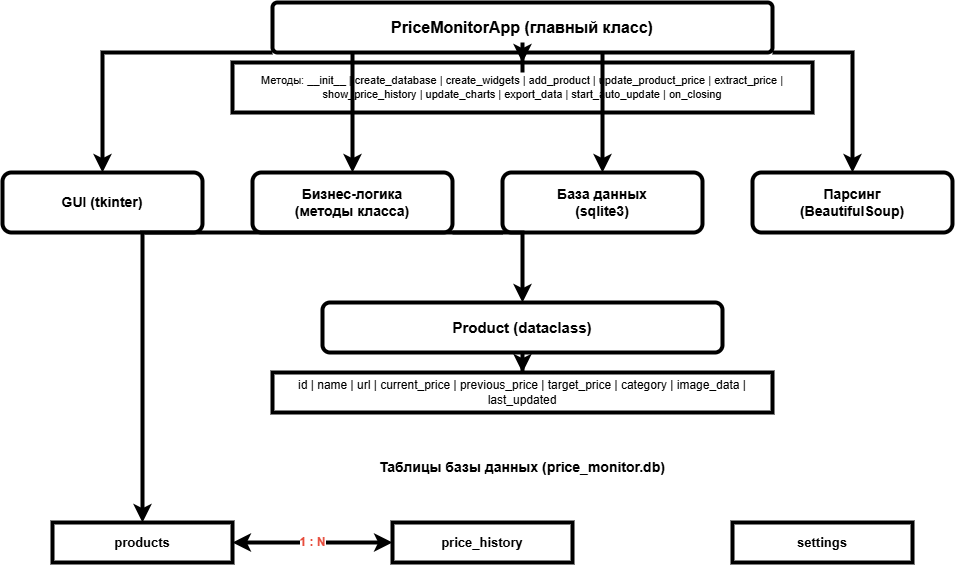 PriceMonitorApp (главный класс)
Методы: __init__ | create_database | create_widgets | add_product | update_product_price | extract_price |
show_price_history | update_charts | export_data | start_auto_update | on_closing
GUI (tkinter)
Бизнес-логика
(методы класса)
База данных
(sqlite3)
Парсинг
(BeautifulSoup)
Product (dataclass)
id | name | url | current_price | previous_price | target_price | category | image_data |
last_updated
Таблицы базы данных (price_monitor.db)
products
1 : N
price_history
settings